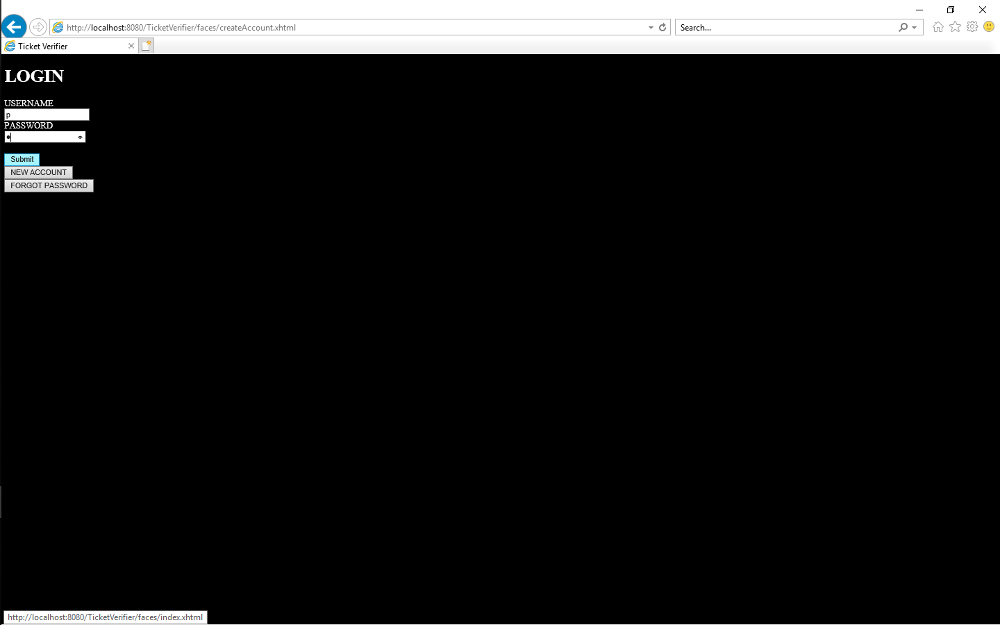 http://localhost:8080/TicketVerifier/faces/createAccount.xhtml
Search...
Ticket Verifier
LOGIN
USERNAME
p
PASSWORD
Submit
NEW ACCOUNT
FORGOT PASSWORD
http://localhost:8080/TicketVerifier/faces/index.xhtml